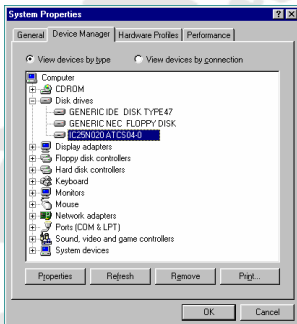 System Properties
General Device Manager Hardware Profiles Performance
View devices by type View devices by connection
Computer
CDROM
Disk drives
GENERIC IDE DISK TYPE47
GENERIC NEC FLOPPY DISK
IC25N020ATCS04-0
Display adapters
Floppy disk controllers
Hard disk controllers
Keyboard
Monitors
Mouse
Network adapters
Ports (COM & LPT)
Sound, video and game controllers
System devices
Properties Refresh Remove Print...
OK Cancel